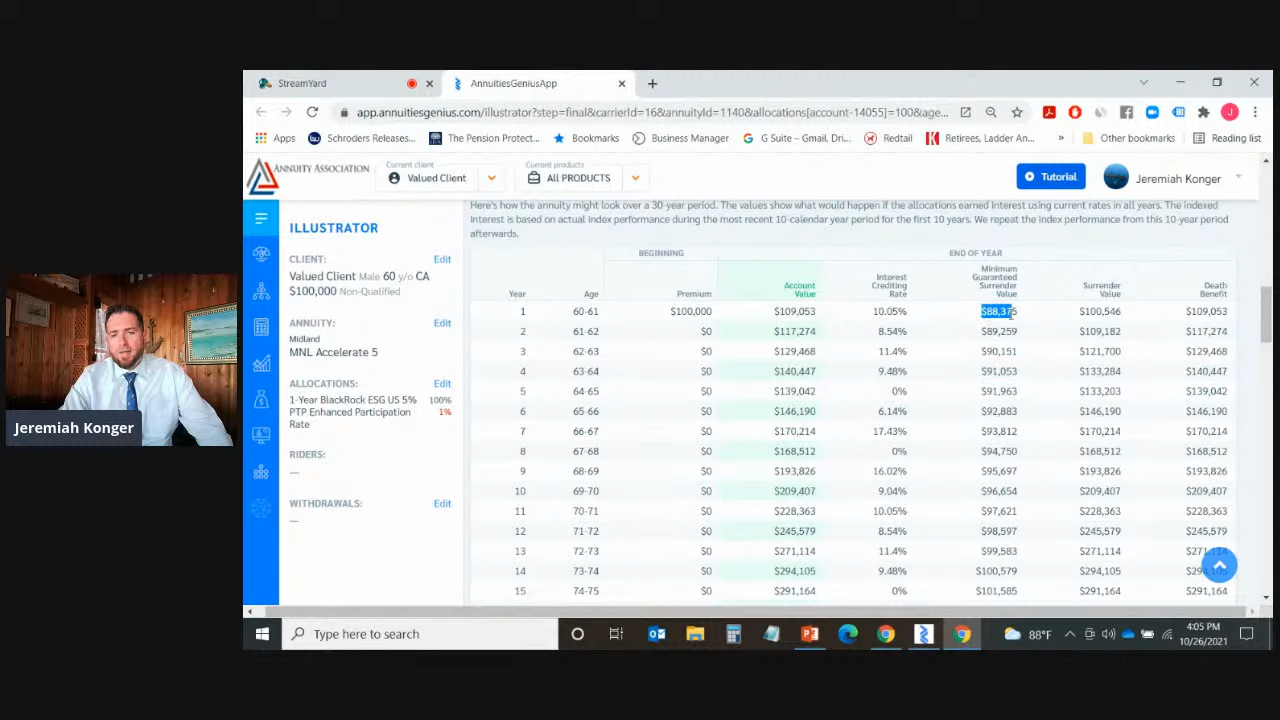 StreamYard
AnnuitiesGeniusApp
app.annuitiesgenius.com/illustrator?step=final&carrierId=16&annuityId=1140&allocations[account-14055]=100&age...
Apps Schroders Releases... The Pension Protect... Bookmarks Business Manager G Suite – Gmail, Dri... Redtail Retirees, Ladder An... » Other bookmarks Reading list
ANNUITY ASSOCIATION
Current client
Valued Client
Current products
All PRODUCTS
Tutorial
Jeremiah Konger
ILLUSTRATOR
CLIENT: Edit
Valued Client Male 60 y/o CA
$100,000 Non-Qualified
ANNUITY: Edit
Midland
MNL Accelerate 5
ALLOCATIONS: Edit
1-Year BlackRock ESG US 5% 100%
PTP Enhanced Participation 1%
Rate
RIDERS:
—
WITHDRAWALS: Edit
—
Here's how the annuity might look over a 30-year period. The values show what would happen if the allocations earned interest using current rates in all years. The indexed
interest is based on actual index performance during the most recent 10-calendar year period for the first 10 years. We repeat the index performance from this 10-year period
afterwards.
BEGINNING END OF YEAR
Year Age Premium Account Value Interest Crediting Rate Minimum Guaranteed Surrender Value Surrender Value Death Benefit
1 60-61 $100,000 $109,053 10.05% $88,375 $100,546 $109,053
2 61-62 $0 $117,274 8.54% $89,259 $109,182 $117,274
3 62-63 $0 $129,468 11.4% $90,151 $121,700 $129,468
4 63-64 $0 $140,447 9.48% $91,053 $133,284 $140,447
5 64-65 $0 $139,042 0% $91,963 $133,203 $139,042
6 65-66 $0 $146,190 6.14% $92,883 $146,190 $146,190
7 66-67 $0 $170,214 17.43% $93,812 $170,214 $170,214
8 67-68 $0 $168,512 0% $94,750 $168,512 $168,512
9 68-69 $0 $193,826 16.02% $95,697 $193,826 $193,826
10 69-70 $0 $209,407 9.04% $96,654 $209,407 $209,407
11 70-71 $0 $228,363 10.05% $97,621 $228,363 $228,363
12 71-72 $0 $245,579 8.54% $98,597 $245,579 $245,579
13 72-73 $0 $271,114 11.4% $99,583 $271,114 $271,114
14 73-74 $0 $294,105 9.48% $100,579 $294,105 $294,105
15 74-75 $0 $291,164 0% $101,585 $291,164 $291,164
Jeremiah Konger
Type here to search
88°F
4:05 PM
10/26/2021